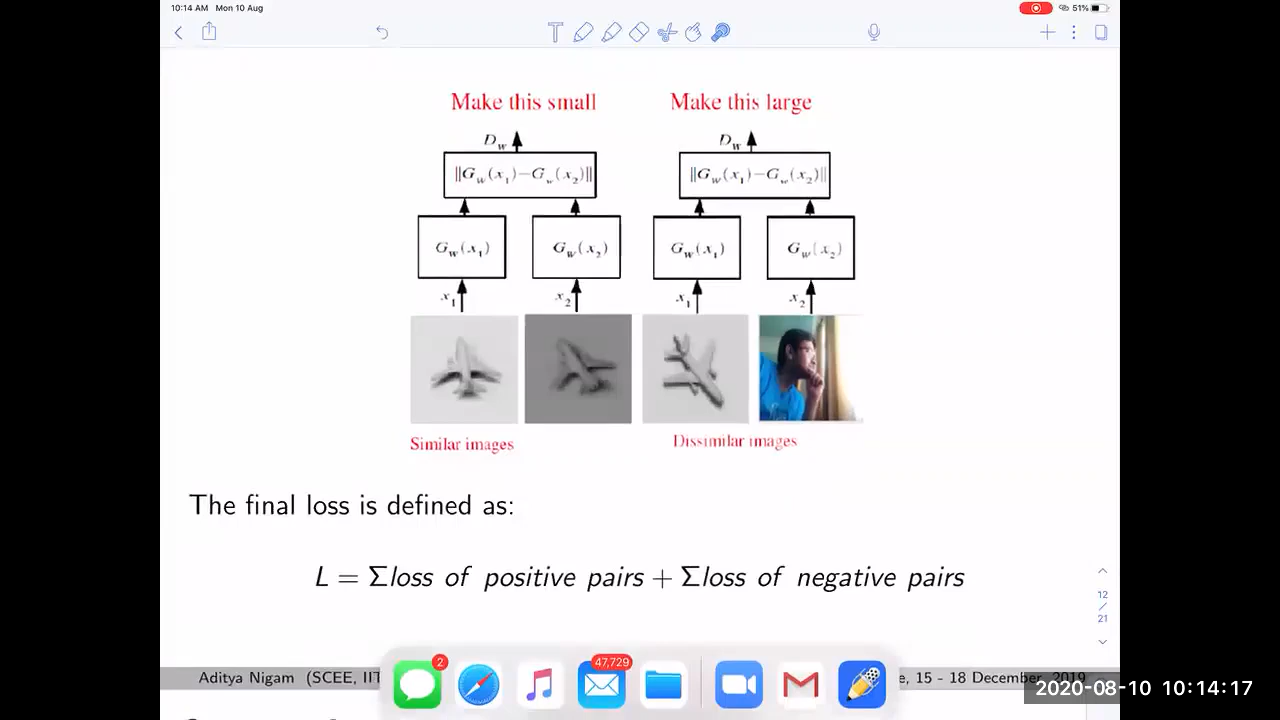 10:14 AM Mon 10 Aug
51%
Make this small
Make this large
D_w
D_w
||G_w(x_1)-G_w(x_2)||
||G_w(x_1)-G_w(x_2)||
G_w(x_1)
G_w(x_2)
G_w(x_1)
G_w(x_2)
x_1
x_2
x_1
x_2
Similar images
Dissimilar images
The final loss is defined as:
L = Σloss of positive pairs + Σloss of negative pairs
12
/
21
2
47,729
Aditya Nigam (SCEE, IIT
e, 15 - 18 December, 2019
2020-08-10 10:14:17